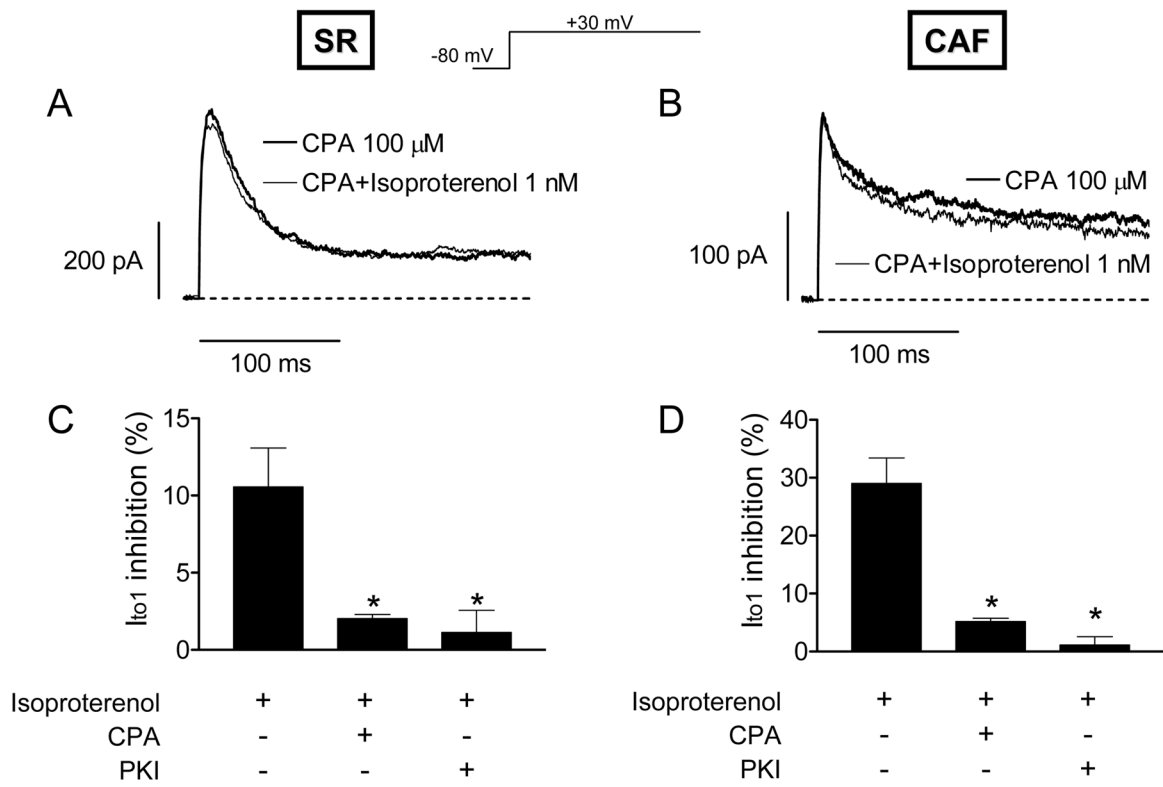 SR
+30 mV
-80 mV
CAF
A
CPA 100 μM
CPA+Isoproterenol 1 nM
200 pA
100 ms
B
CPA 100 μM
CPA+Isoproterenol 1 nM
100 pA
100 ms
C
Ito1 inhibition (%)
15
10
5
0
* *
Isoproterenol + + +
CPA - + -
PKI - - +
D
Ito1 inhibition (%)
40
30
20
10
0
* *
Isoproterenol + + +
CPA - + -
PKI - - +